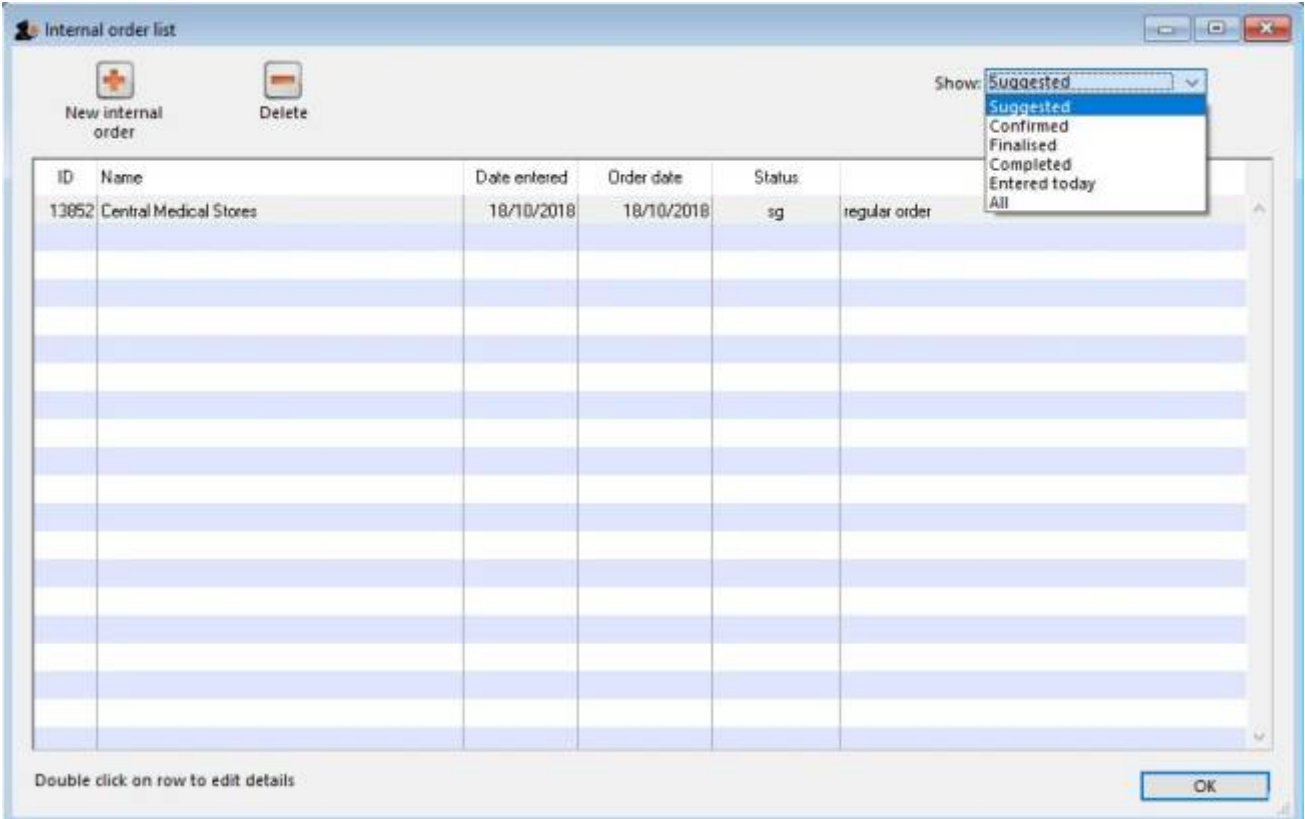 Internal order list
New internal
order
Delete
Show: Suggested
Suggested
Confirmed
Finalised
Completed
Entered today
All
ID Name Date entered Order date Status
13852 Central Medical Stores 18/10/2018 18/10/2018 sg regular order
Double click on row to edit details
OK